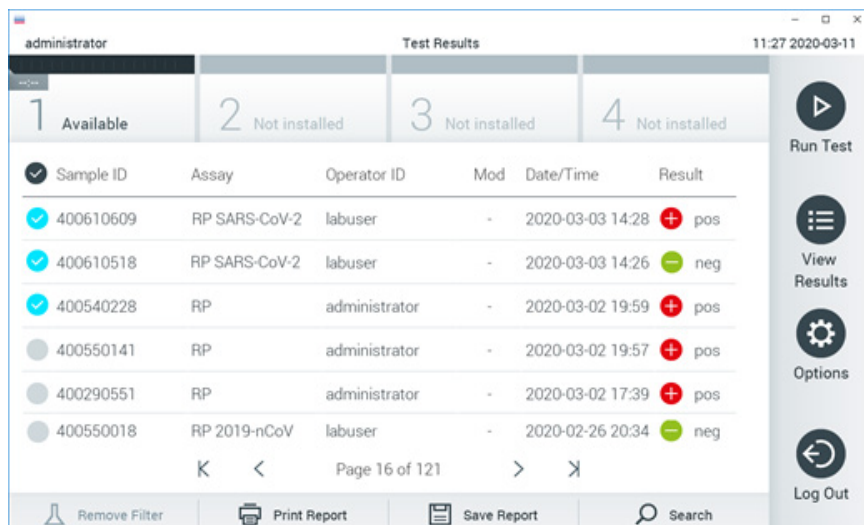 administrator Test Results 11:27 2020-03-11
--:--
1 Available 2 Not installed 3 Not installed 4 Not installed
Sample ID Assay Operator ID Mod Date/Time Result
400610609 RP SARS-CoV-2 labuser - 2020-03-03 14:28 pos
400610518 RP SARS-CoV-2 labuser - 2020-03-03 14:26 neg
400540228 RP administrator - 2020-03-02 19:59 pos
400550141 RP administrator - 2020-03-02 19:57 pos
400290551 RP administrator - 2020-03-02 17:39 pos
400550018 RP 2019-nCoV labuser - 2020-02-26 20:34 neg
Page 16 of 121
Remove Filter Print Report Save Report Search
Run Test
View
Results
Options
Log Out